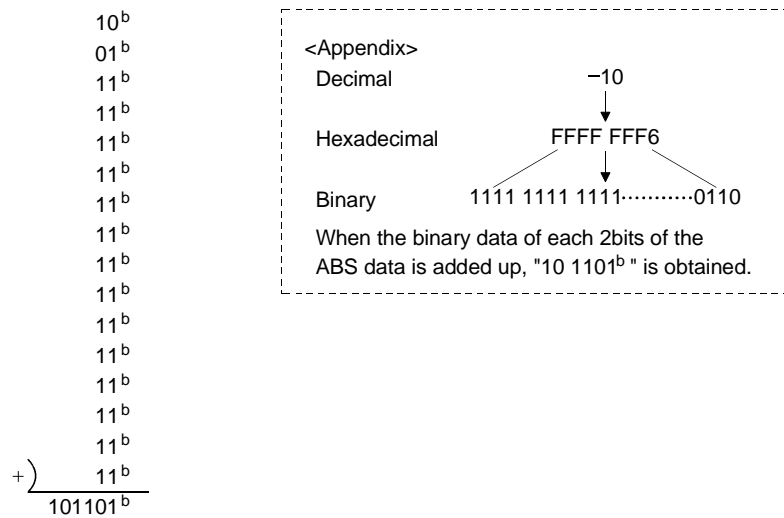 10ᵇ
01ᵇ
11ᵇ
11ᵇ
11ᵇ
11ᵇ
11ᵇ
11ᵇ
11ᵇ
11ᵇ
11ᵇ
11ᵇ
11ᵇ
11ᵇ
11ᵇ
+) 11ᵇ
101101ᵇ
<Appendix>
Decimal −10
Hexadecimal FFFF FFF6
Binary 1111 1111 1111···········0110
When the binary data of each 2bits of the
ABS data is added up, "10 1101ᵇ " is obtained.